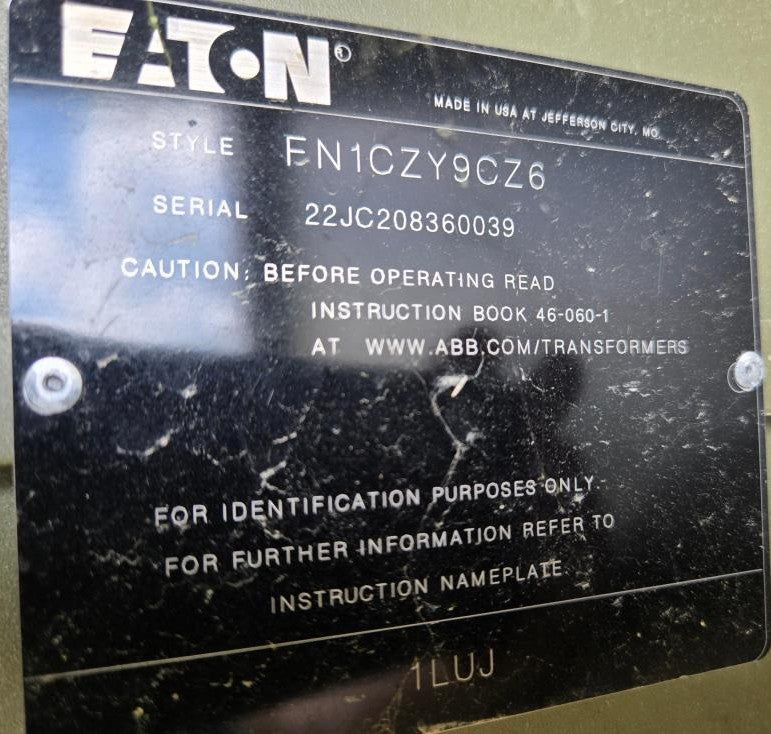 EATON®
MADE IN USA AT JEFFERSON CITY, MO.
STYLE FN1CZY9CZ6
SERIAL 22JC208360039
CAUTION: BEFORE OPERATING READ
INSTRUCTION BOOK 46-060-1
AT WWW.ABB.COM/TRANSFORMERS
FOR IDENTIFICATION PURPOSES ONLY-
FOR FURTHER INFORMATION REFER TO
INSTRUCTION NAMEPLATE.
1LUJ